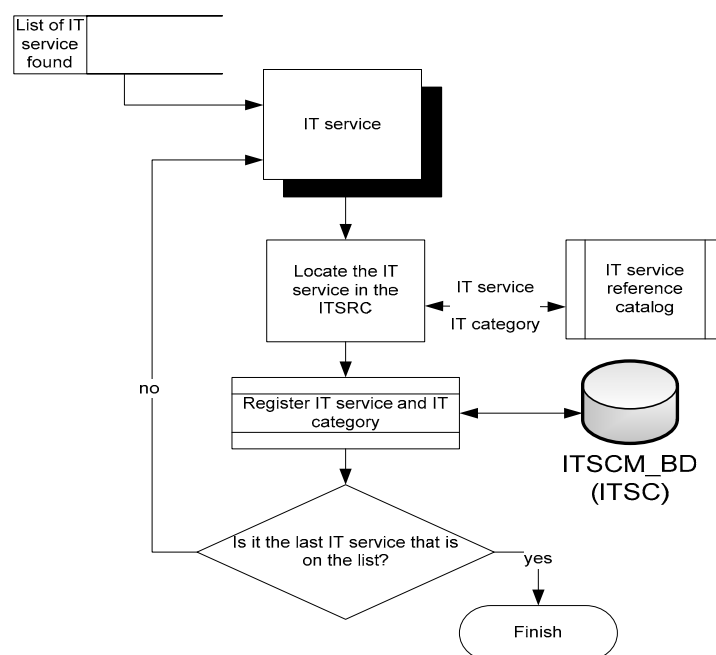 List of IT
service
found
IT service
Locate the IT
service in the
ITSRC
IT service
IT category
IT service
reference
catalog
Register IT service and IT
category
ITSCM_BD
(ITSC)
no
Is it the last IT service that is
on the list?
yes
Finish